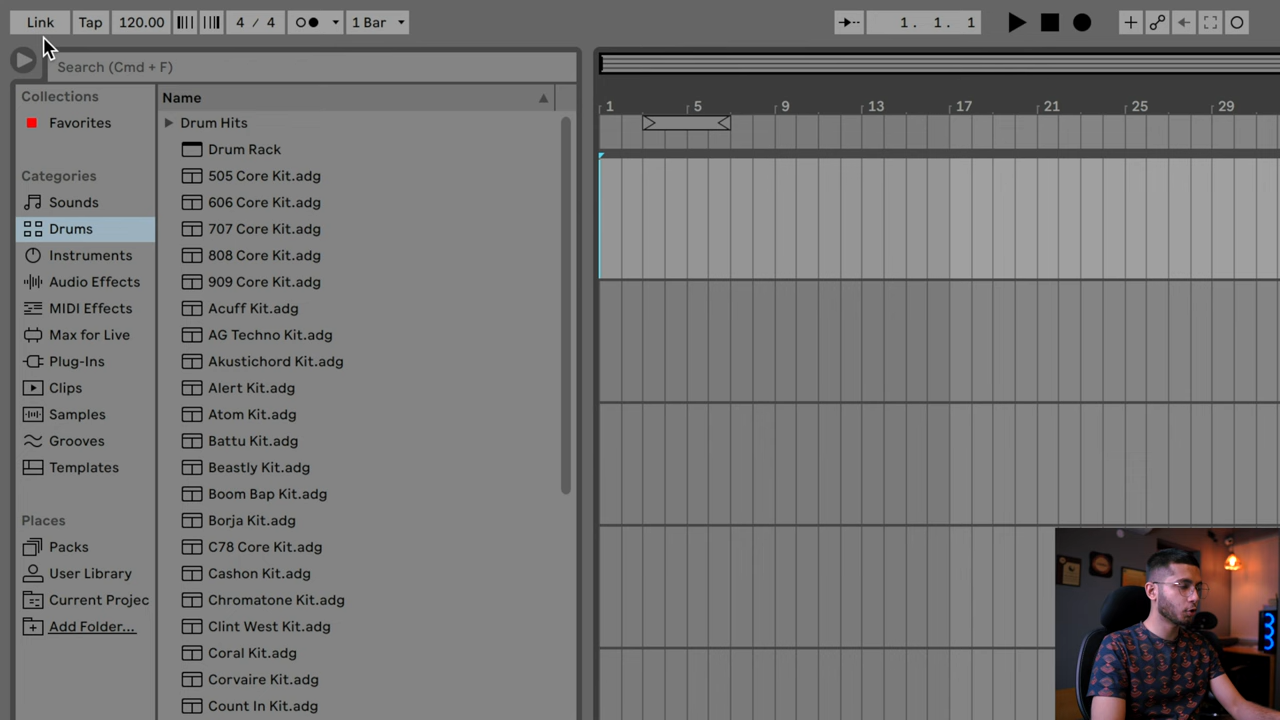 Link Tap 120.00 4 / 4 1 Bar 1. 1. 1
Search (Cmd + F)
Collections
Favorites
Categories
Sounds
Drums
Instruments
Audio Effects
MIDI Effects
Max for Live
Plug-Ins
Clips
Samples
Grooves
Templates
Places
Packs
User Library
Current Projec
Add Folder...
Name
Drum Hits
Drum Rack
505 Core Kit.adg
606 Core Kit.adg
707 Core Kit.adg
808 Core Kit.adg
909 Core Kit.adg
Acuff Kit.adg
AG Techno Kit.adg
Akustichord Kit.adg
Alert Kit.adg
Atom Kit.adg
Battu Kit.adg
Beastly Kit.adg
Boom Bap Kit.adg
Borja Kit.adg
C78 Core Kit.adg
Cashon Kit.adg
Chromatone Kit.adg
Clint West Kit.adg
Coral Kit.adg
Corvaire Kit.adg
Count In Kit.adg
1 5 9 13 17 21 25 29